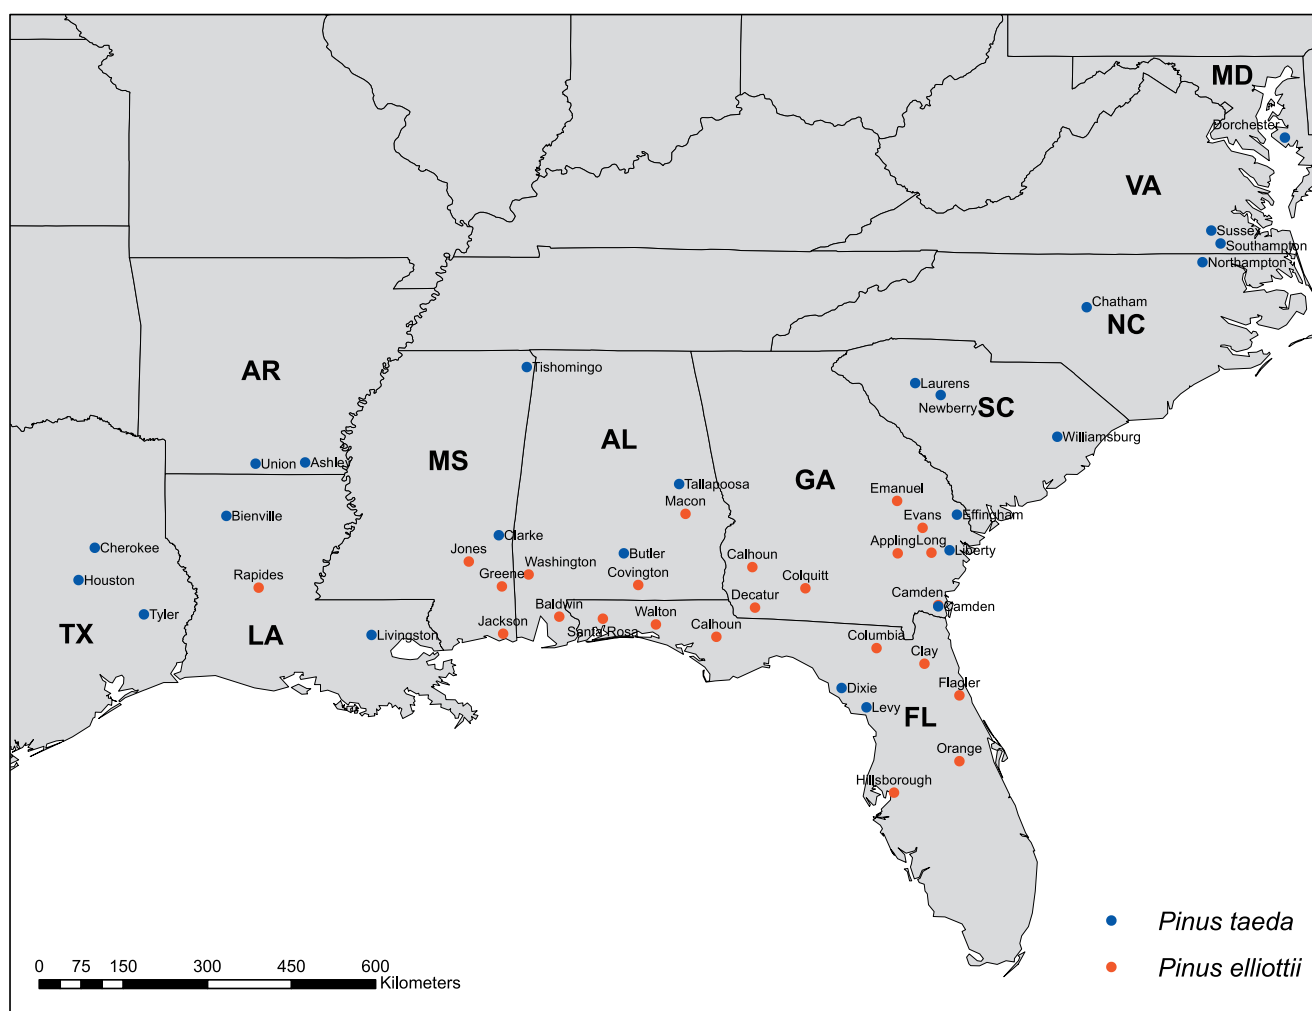 MD
Dorchester
VA
Sussex
Southampton
Northampton
Chatham
NC
Tishomingo
AR
Laurens
Newberry
SC
Williamsburg
AL
MS
Union
Ashley
GA
Tallapoosa
Macon
Emanuel
Bienville
Evans
Effingham
Clarke
Cherokee
Jones
Butler
Appling
Long
Liberty
Washington
Calhoun
Houston
Rapides
Greene
Covington
Colquitt
Tyler
Baldwin
Decatur
Camden
Camden
TX
LA
Livingston
Jackson
Santa Rosa
Walton
Calhoun
Columbia
Clay
Dixie
Flagler
Levy
FL
Orange
Hillsborough
Pinus taeda
Pinus elliottii
0 75 150 300 450 600
Kilometers